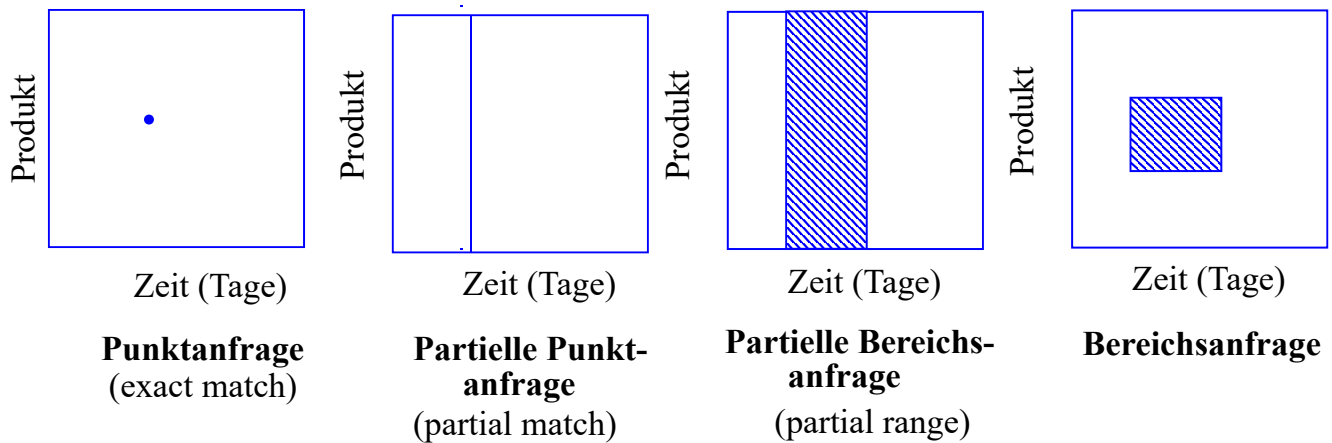 Produkt
Zeit (Tage)
Punktanfrage
(exact match)
Produkt
Zeit (Tage)
Partielle Punkt-
anfrage
(partial match)
Produkt
Zeit (Tage)
Partielle Bereichs-
anfrage
(partial range)
Produkt
Zeit (Tage)
Bereichsanfrage